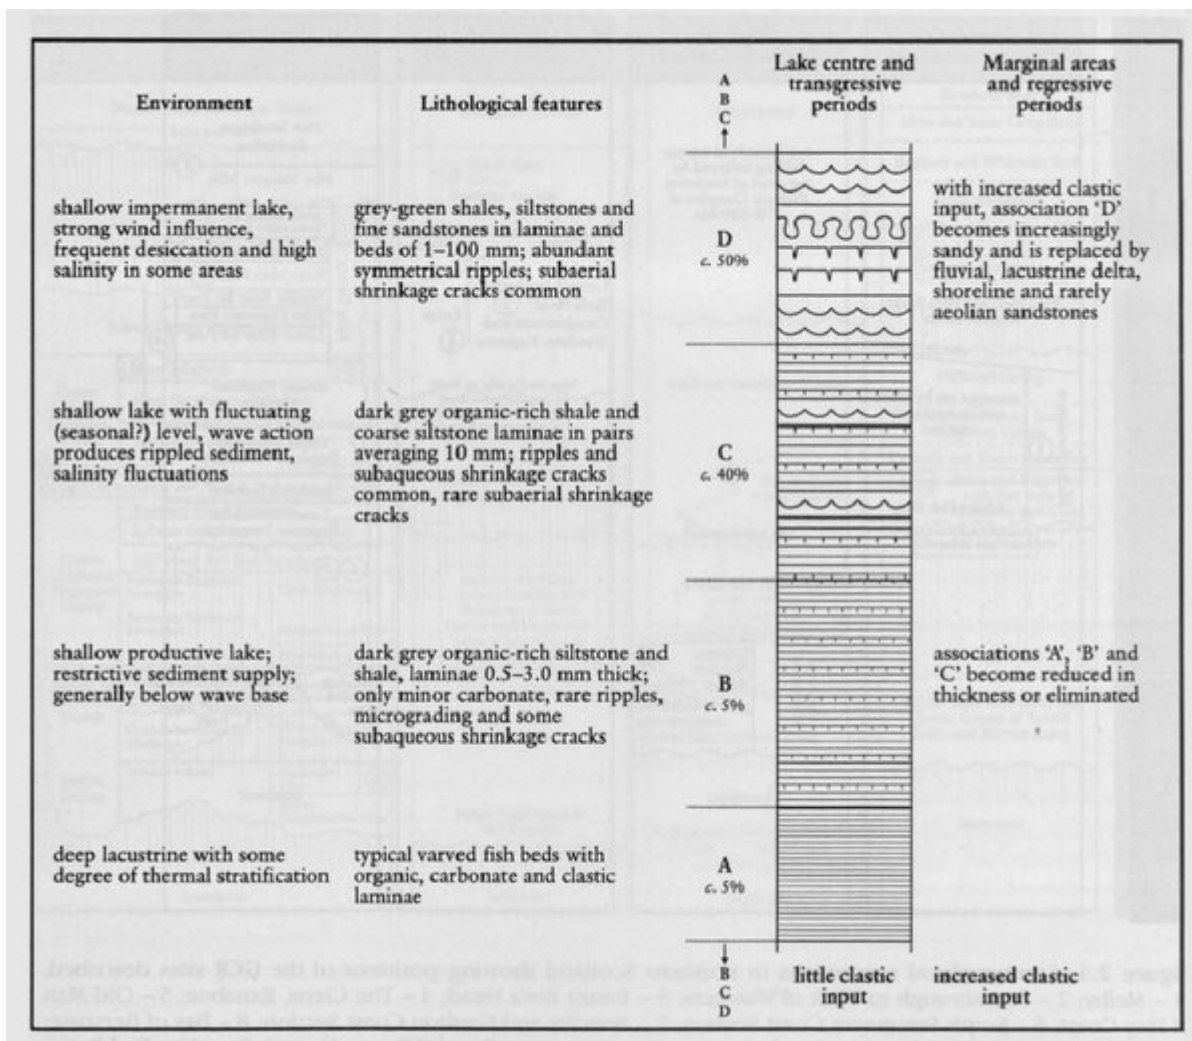 Environment
Lithological features
A
B
C
Lake centre and
transgressive
periods
Marginal areas
and regressive
periods
shallow impermanent lake,
strong wind influence,
frequent desiccation and high
salinity in some areas
grey-green shales, siltstones and
fine sandstones in laminae and
beds of 1–100 mm; abundant
symmetrical ripples; subaerial
shrinkage cracks common
D
c. 50%
with increased clastic
input, association ‘D’
becomes increasingly
sandy and is replaced by
fluvial, lacustrine delta,
shoreline and rarely
aeolian sandstones
shallow lake with fluctuating
(seasonal?) level, wave action
produces rippled sediment,
salinity fluctuations
dark grey organic-rich shale and
coarse siltstone laminae in pairs
averaging 10 mm; ripples and
subaqueous shrinkage cracks
common, rare subaerial shrinkage
cracks
C
c. 40%
shallow productive lake;
restrictive sediment supply;
generally below wave base
dark grey organic-rich siltstone and
shale, laminae 0.5–3.0 mm thick;
only minor carbonate, rare ripples,
micrograding and some
subaqueous shrinkage cracks
B
c. 5%
associations ‘A’, ‘B’ and
‘C’ become reduced in
thickness or eliminated
deep lacustrine with some
degree of thermal stratification
typical varved fish beds with
organic, carbonate and clastic
laminae
A
c. 5%
B
C
D
little clastic
input
increased clastic
input